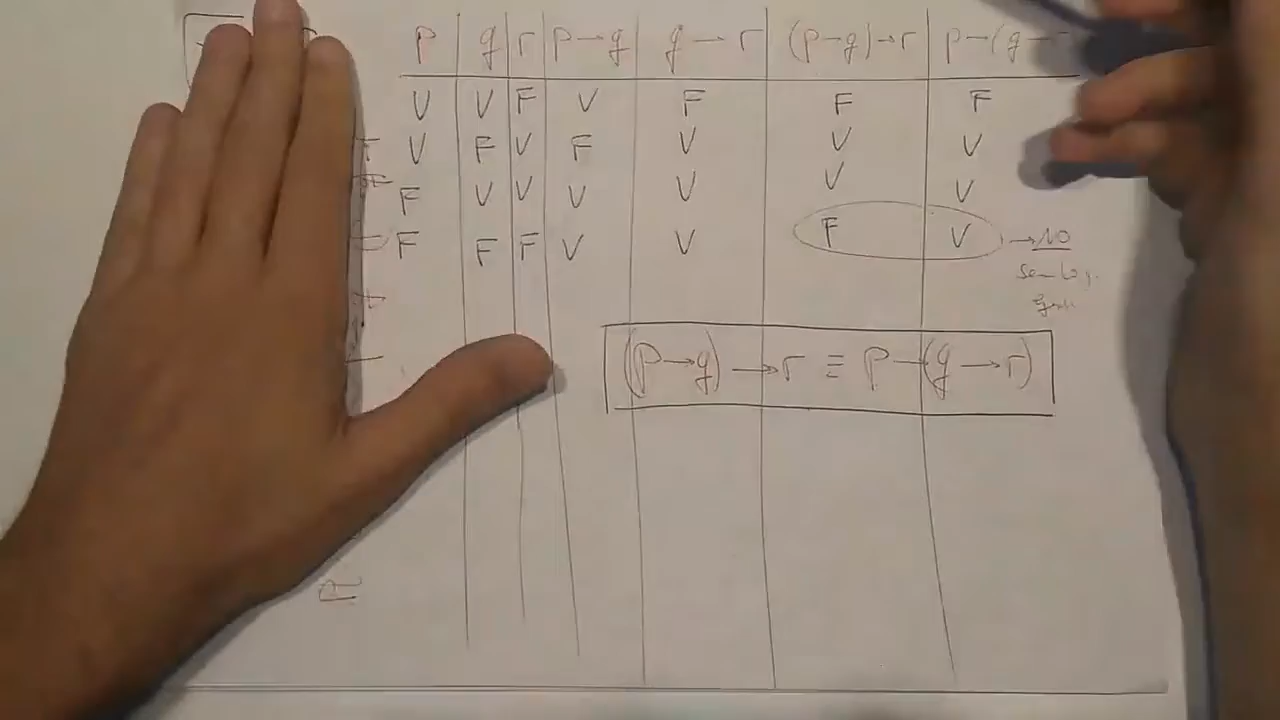 p q r p→q q→r (p→q)→r p→(q→
V V F V F F F
V F V F V V V
F V V V V V V
F F F V V F V →NO
(p→q)→r ≡ p→(q→r)